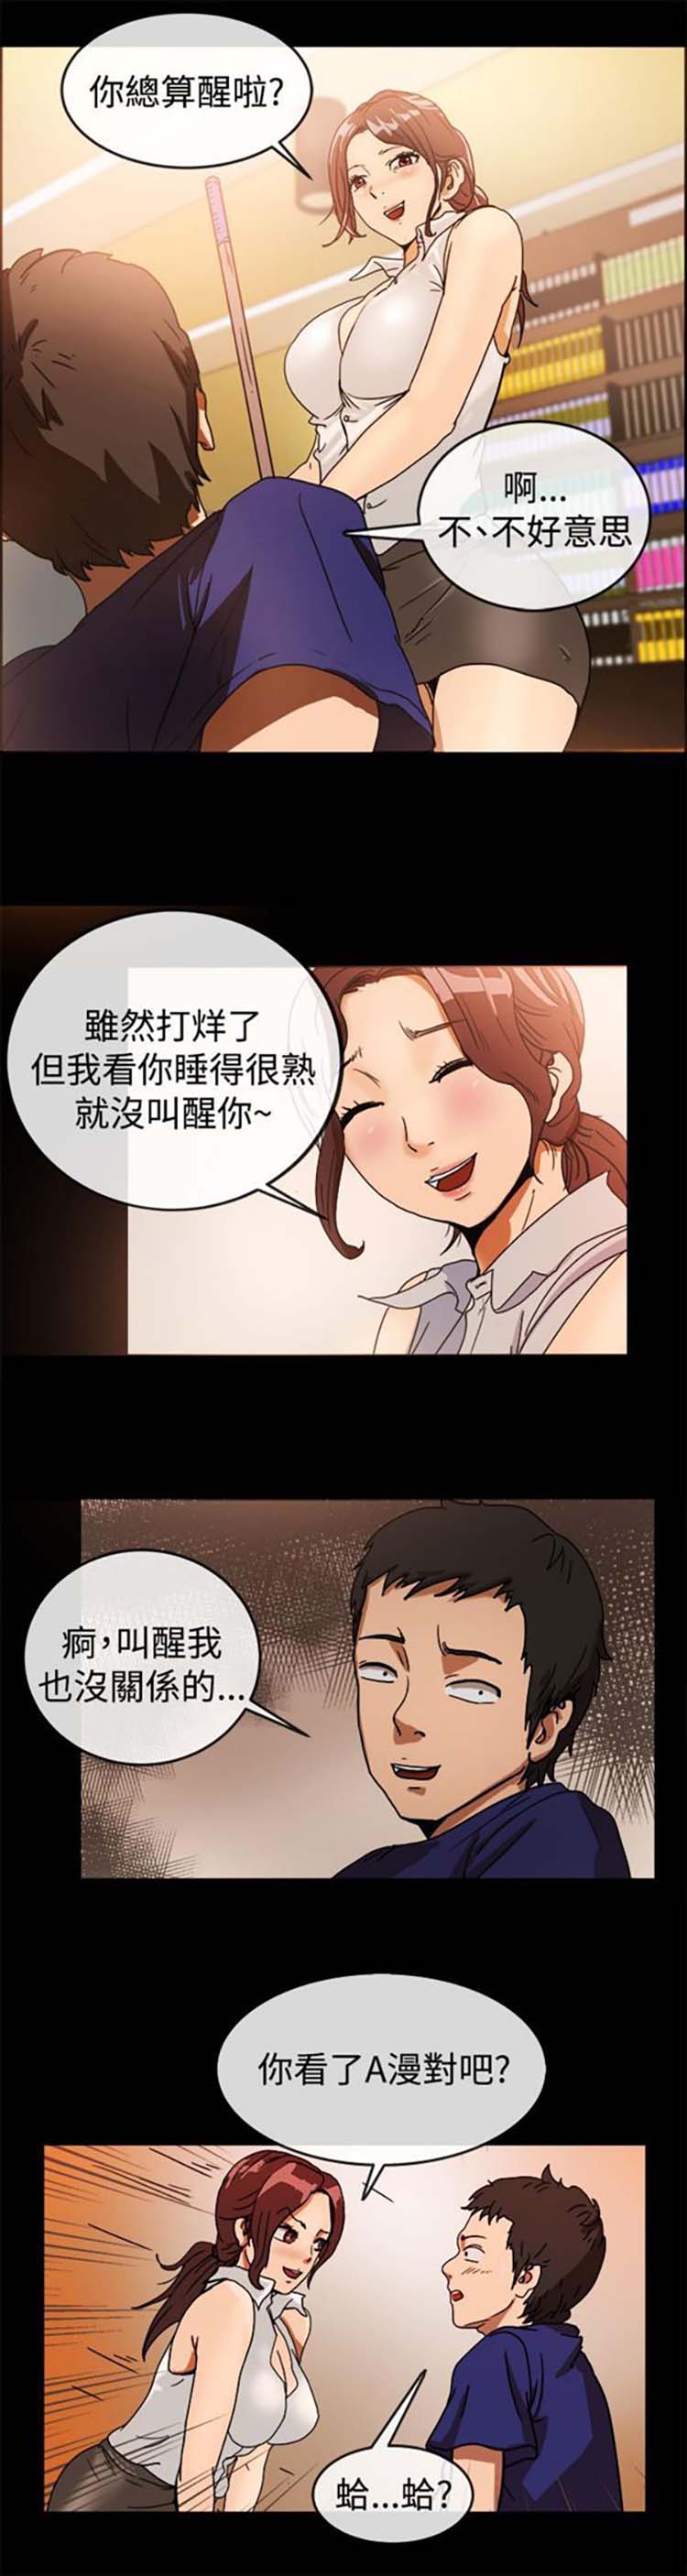 你總算醒啦?
啊...
不、不好意思
雖然打烊了
但我看你睡得很熟
就沒叫醒你~
痾，叫醒我
也沒關係的...
你看了A漫對吧?
蛤...蛤?